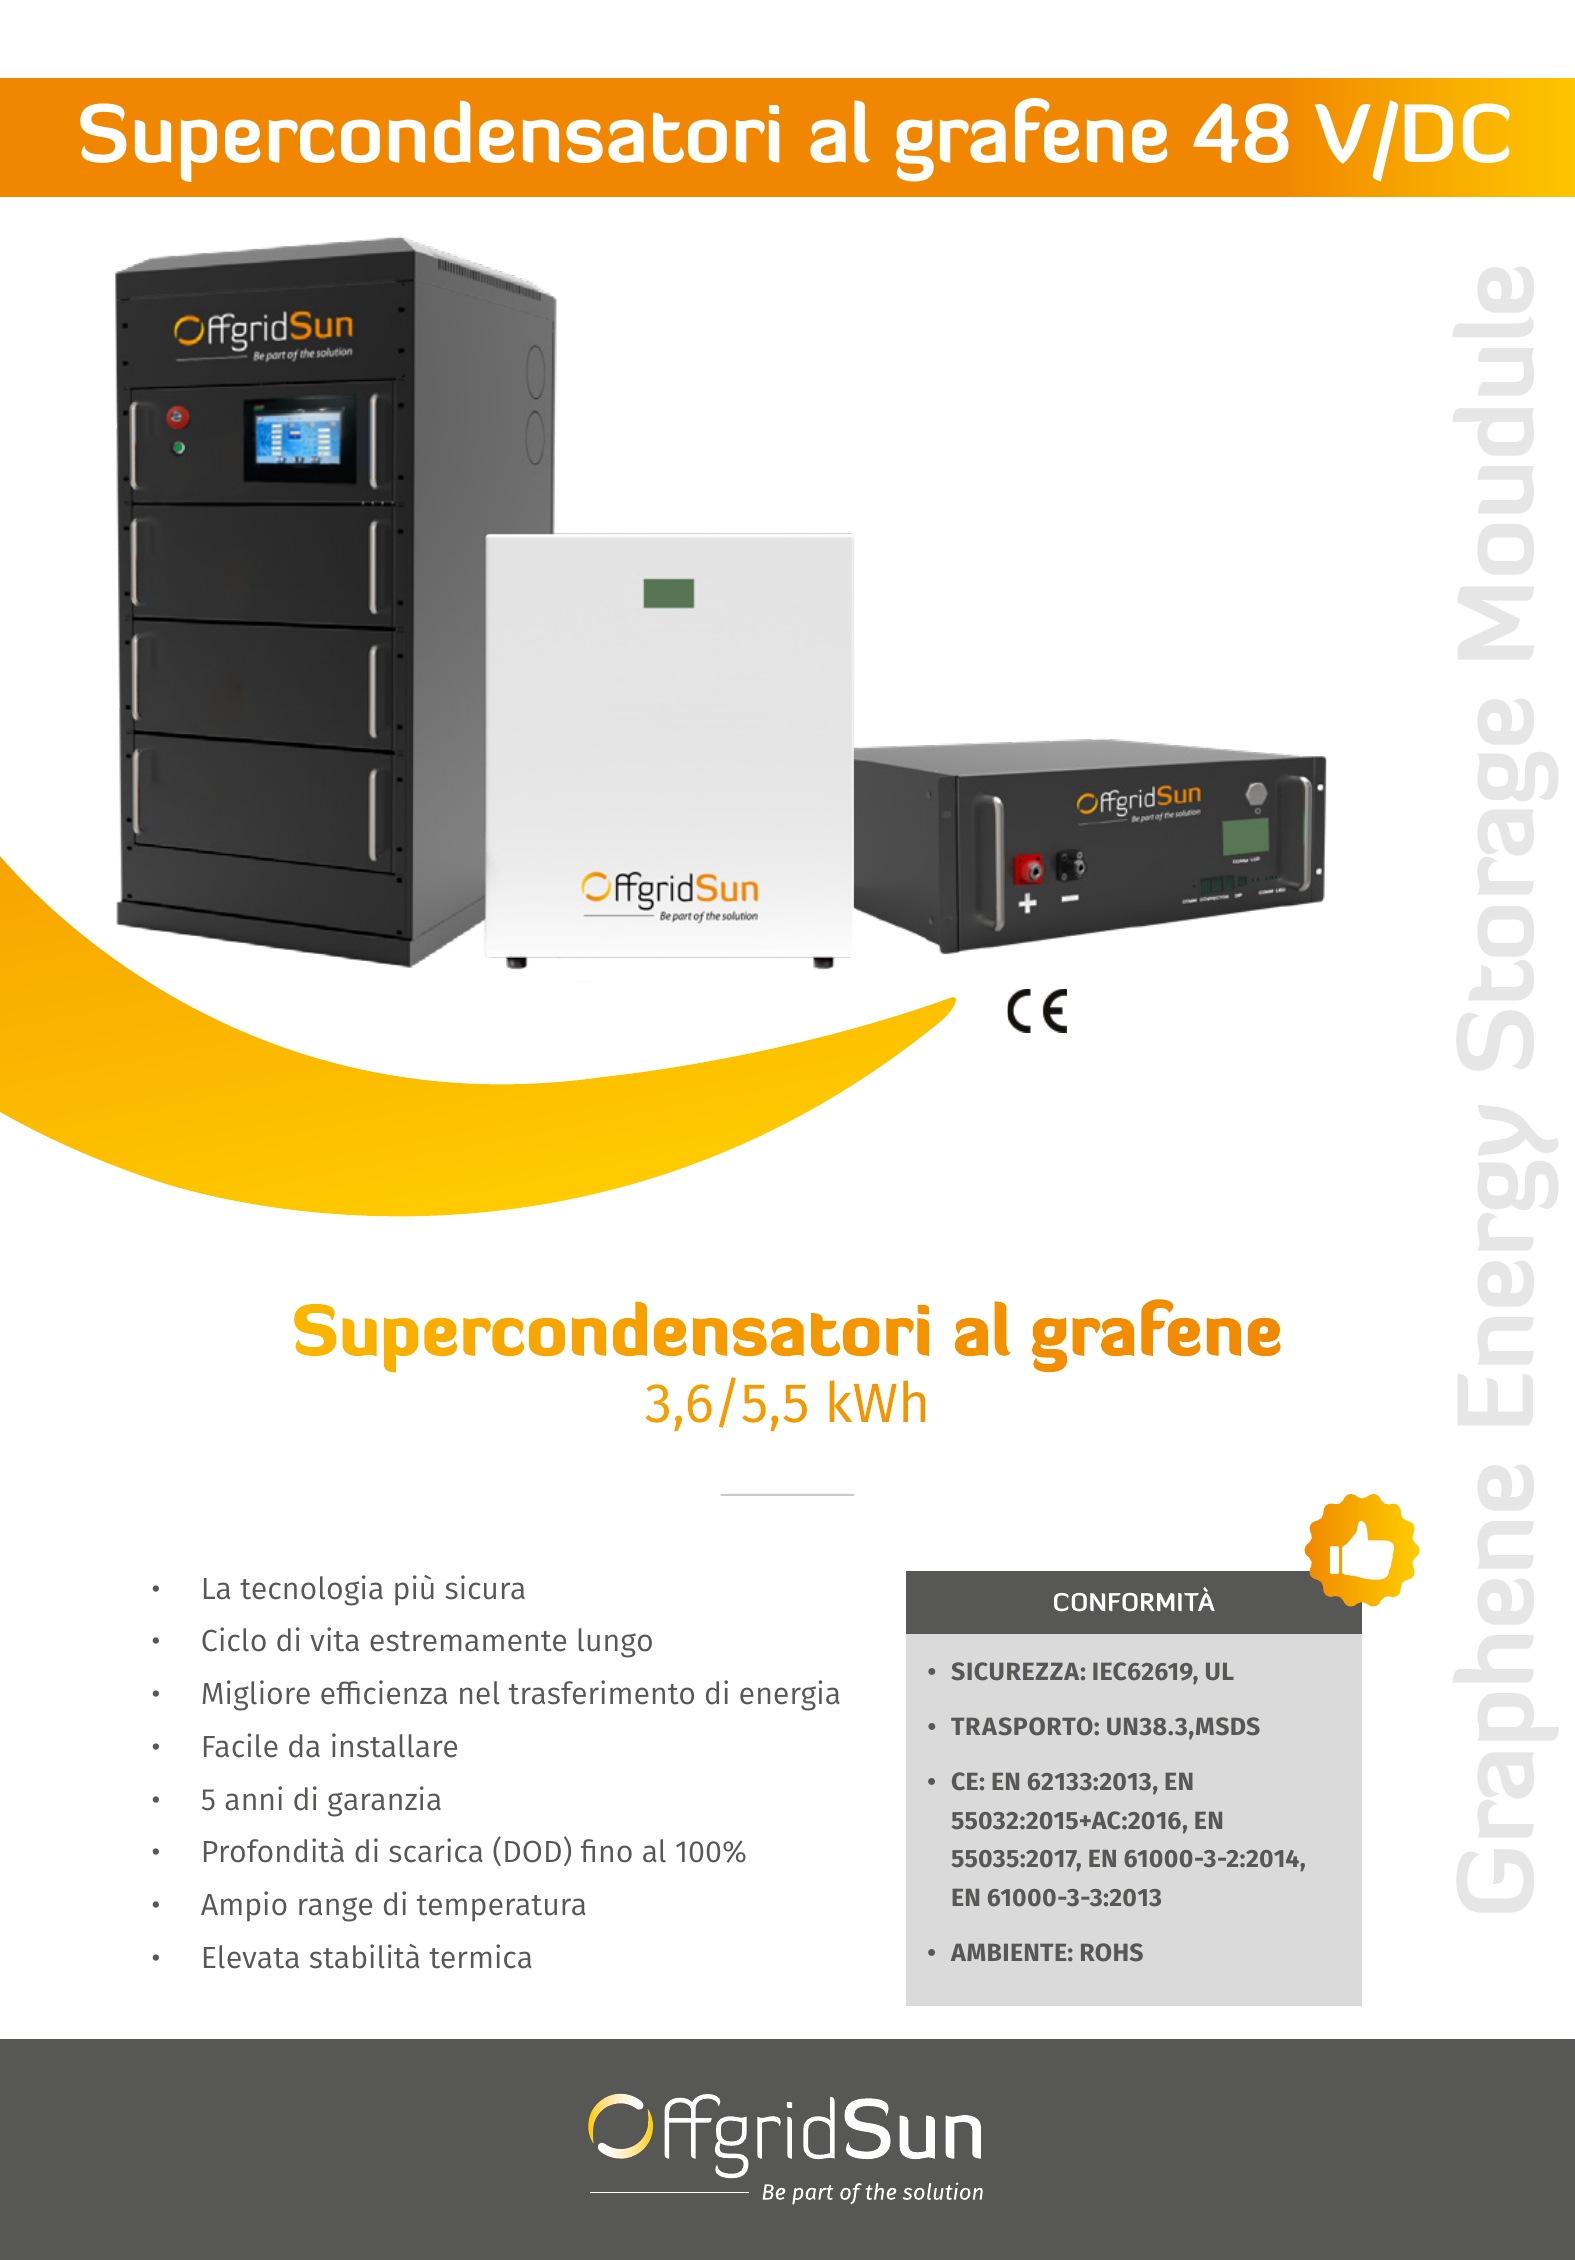 Supercondensatori al grafene 48 V/DC
OffgridSun
Be part of the solution
OffgridSun
Be part of the solution
OffgridSun
Be part of the solution
+ −
CE
Graphene Energy Storage Moudule
Supercondensatori al grafene
3,6/5,5 kWh
• La tecnologia più sicura
• Ciclo di vita estremamente lungo
• Migliore efficienza nel trasferimento di energia
• Facile da installare
• 5 anni di garanzia
• Profondità di scarica (DOD) fino al 100%
• Ampio range di temperatura
• Elevata stabilità termica
CONFORMITÀ
• SICUREZZA: IEC62619, UL
• TRASPORTO: UN38.3,MSDS
• CE: EN 62133:2013, EN
55032:2015+AC:2016, EN
55035:2017, EN 61000-3-2:2014,
EN 61000-3-3:2013
• AMBIENTE: ROHS
OffgridSun
Be part of the solution